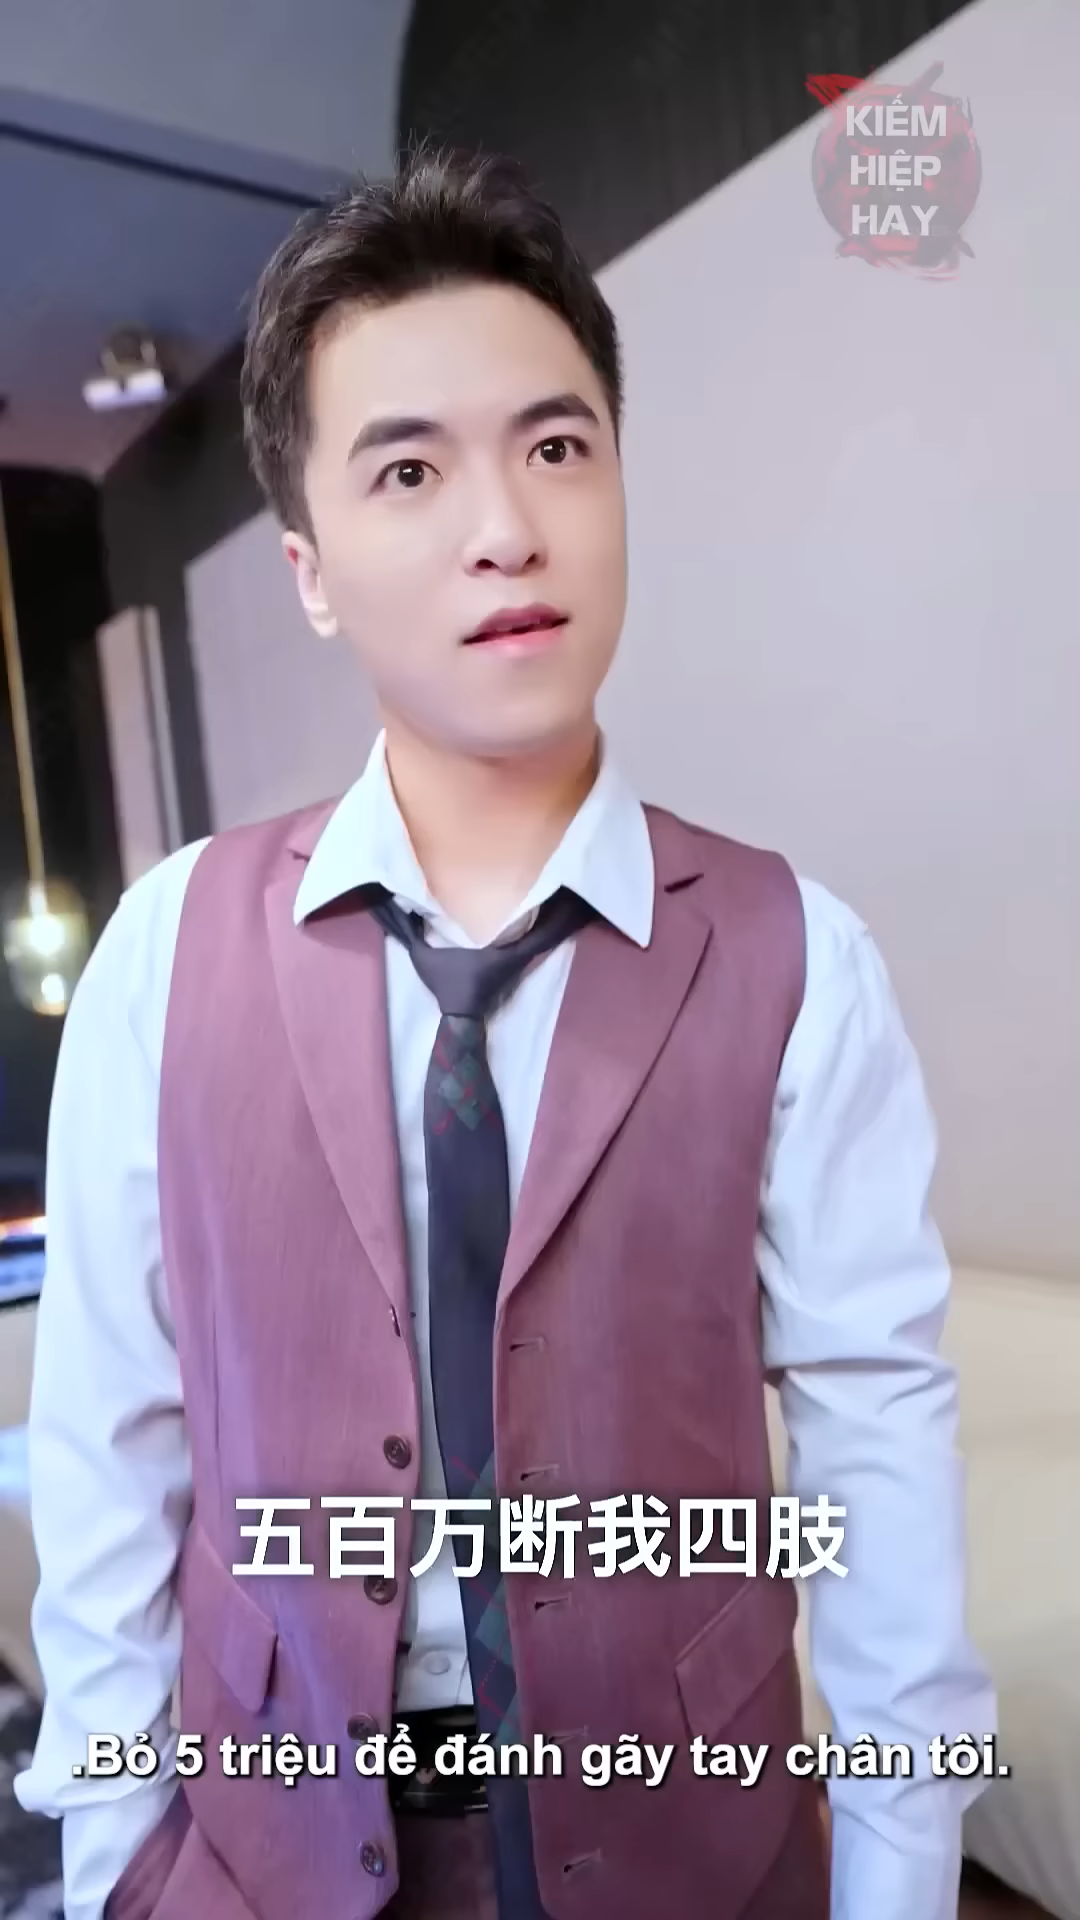 KIẾM
HIỆP
HAY
五百万断我四肢
.Bỏ 5 triệu để đánh gãy tay chân tôi.